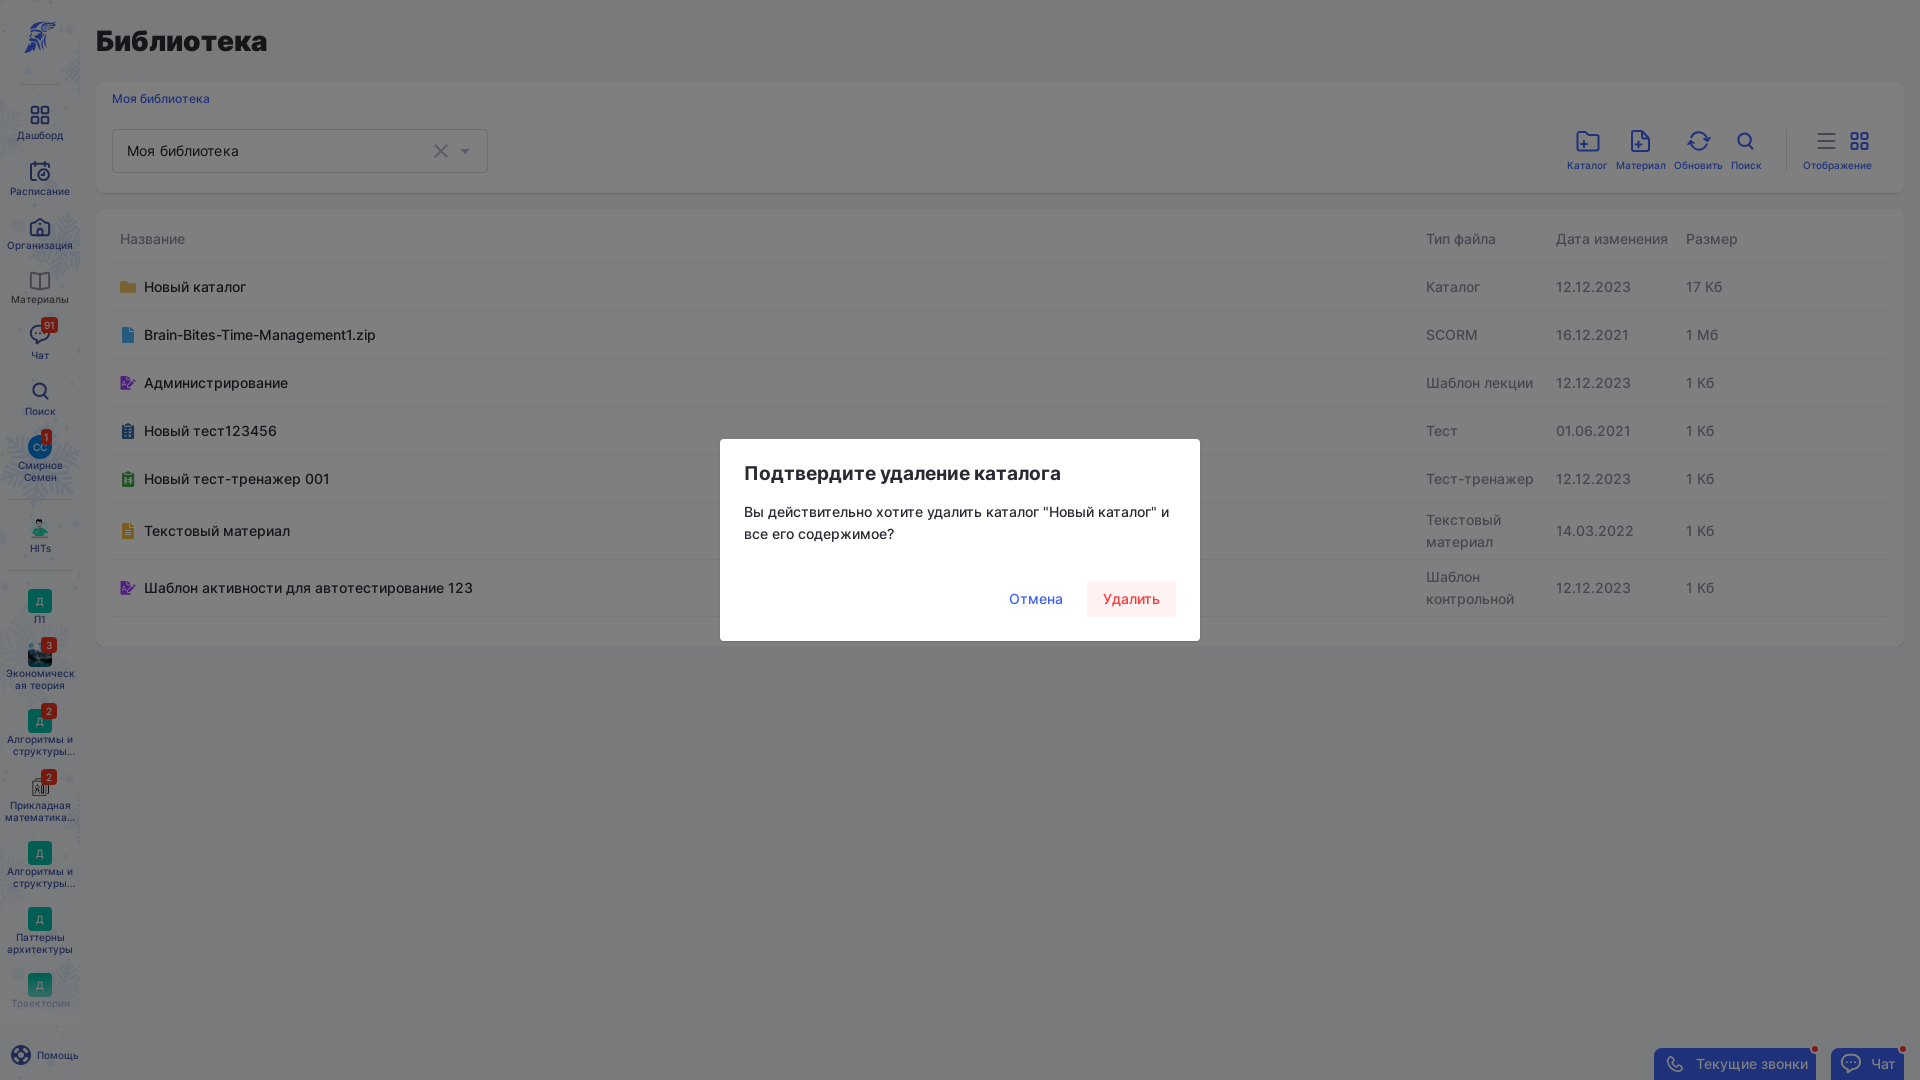 Библиотека
Моя библиотека
Моя библиотека
Каталог
Материал
Обновить
Поиск
Отображение
Название
Тип файла
Дата изменения
Размер
Новый каталог
Каталог
12.12.2023
17 Кб
Brain-Bites-Time-Management1.zip
SCORM
16.12.2021
1 Мб
Администрирование
Шаблон лекции
12.12.2023
1 Кб
Новый тест123456
Тест
01.06.2021
1 Кб
Новый тест-тренажер 001
Тест-тренажер
12.12.2023
1 Кб
Текстовый материал
Текстовый
материал
14.03.2022
1 Кб
Шаблон активности для автотестирование 123
Шаблон
контрольной
12.12.2023
1 Кб
Подтвердите удаление каталога
Вы действительно хотите удалить каталог "Новый каталог" и
все его содержимое?
Отмена
Удалить
Дашборд
Расписание
Организация
Материалы
91
Чат
Поиск
1
СС
Смирнов
Семен
HITs
Д
П1
3
Экономическ
ая теория
2
Д
Алгоритмы и
структуры...
2
Прикладная
математика...
Д
Алгоритмы и
структуры...
Д
Паттерны
архитектуры
Д
Траектории
Помощь
Текущие звонки
Чат